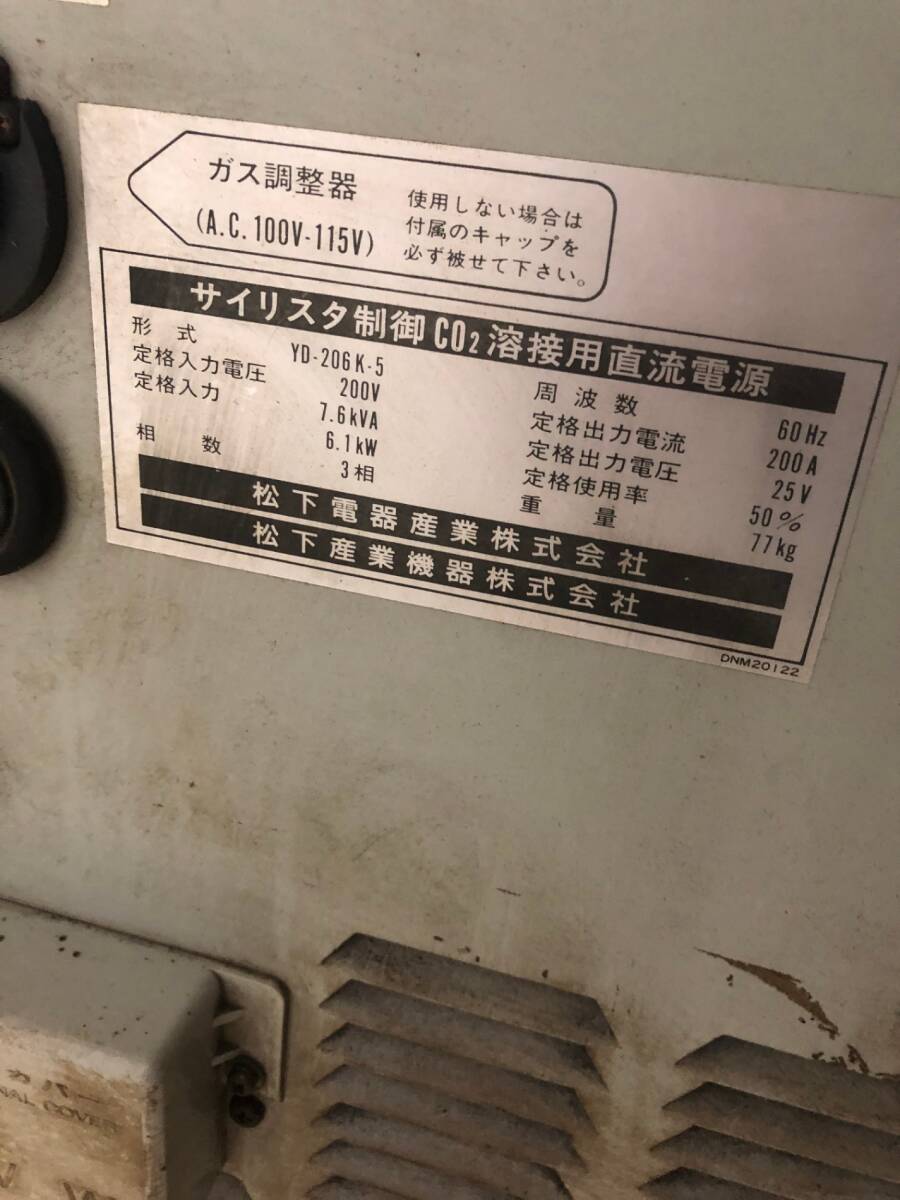 ガス調整器
(A.C.100V-115V)
使用しない場合は
付属のキャップを
必ず被せて下さい。
サイリスタ制御CO₂溶接用直流電源
形式 YD-206K-5
定格入力電圧 200V
定格入力 7.6kVA
6.1kW
相数 3相
周波数 60Hz
定格出力電流 200A
定格出力電圧 25V
定格使用率 50%
重量 77kg
松下電器産業株式会社
松下産業機器株式会社
DNM20122
カバー
COVER